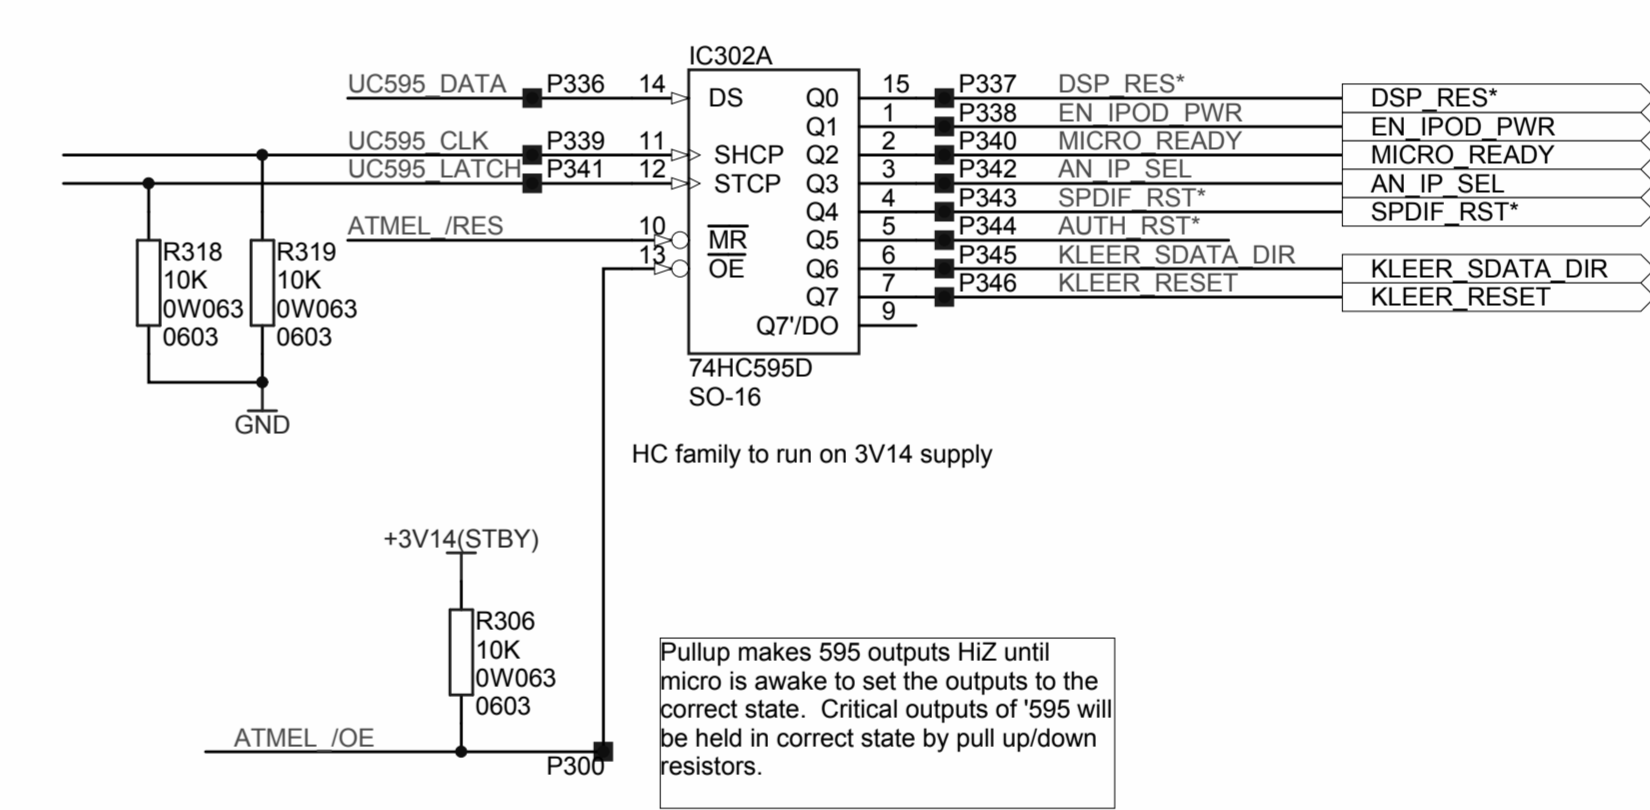 IC302A
UC595_DATA P336 14 DS Q0 15 P337 DSP_RES* DSP_RES*
Q1 1 P338 EN_IPOD_PWR EN_IPOD_PWR
UC595_CLK P339 11 SHCP Q2 2 P340 MICRO_READY MICRO_READY
UC595_LATCH P341 12 STCP Q3 3 P342 AN_IP_SEL AN_IP_SEL
Q4 4 P343 SPDIF_RST* SPDIF_RST*
ATMEL_/RES 10 MR Q5 5 P344 AUTH_RST*
13 OE Q6 6 P345 KLEER_SDATA_DIR KLEER_SDATA_DIR
Q7 7 P346 KLEER_RESET KLEER_RESET
Q7'/DO 9
R318
10K
0W063
0603
R319
10K
0W063
0603
GND
74HC595D
SO-16
HC family to run on 3V14 supply
+3V14(STBY)
R306
10K
0W063
0603
ATMEL_/OE
P300
Pullup makes 595 outputs HiZ until
micro is awake to set the outputs to the
correct state.  Critical outputs of '595 will
be held in correct state by pull up/down
resistors.